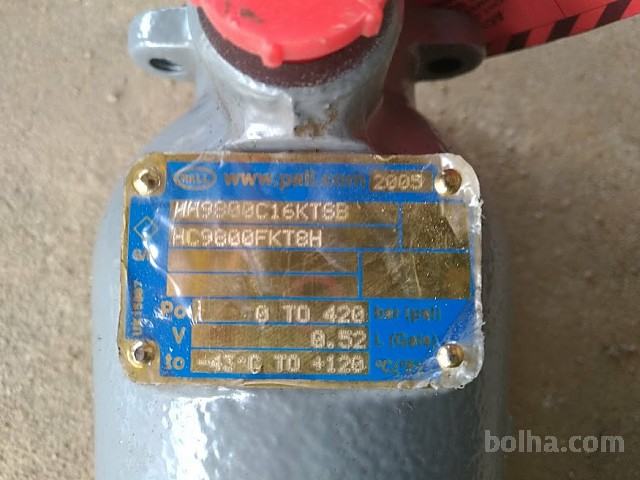 PALL www.pall.com 2005
HH9800C16KTSB
HC9800FKT8H
Po 0 TO 420 bar (psi)
V 0.52 L (Gals)
to -43°C TO +120 °C/°F
bolha.com